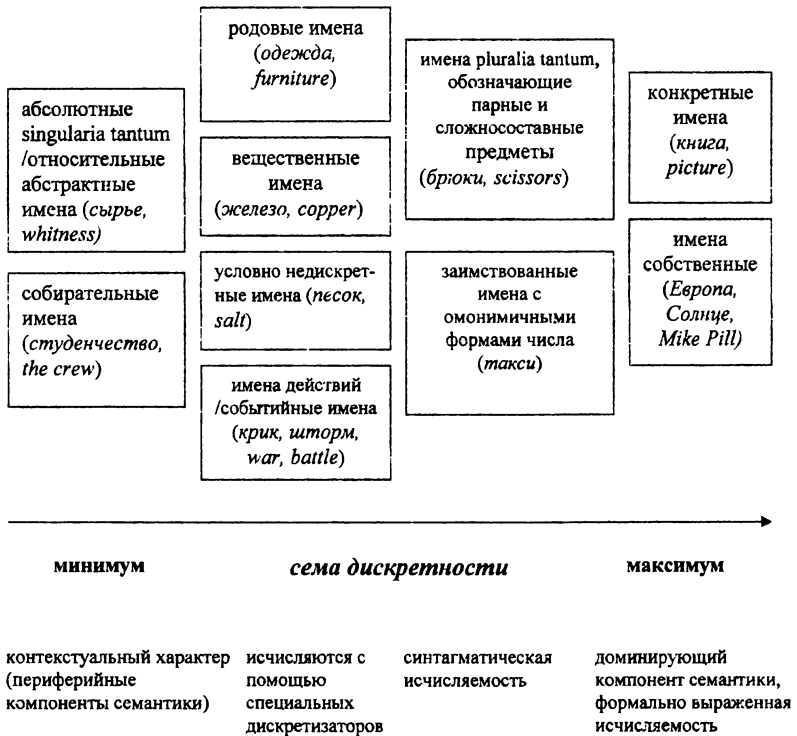 абсолютные
singularia tantum
/относительные
абстрактные
имена (сырье,
whitness)
собирательные
имена
(студенчество,
the crew)
родовые имена
(одежда,
furniture)
вещественные
имена
(железо, copper)
условно недискрет-
ные имена (песок,
salt)
имена действий
/событийные имена
(крик, шторм,
war, battle)
имена pluralia tantum,
обозначающие
парные и
сложносоставные
предметы
(брюки, scissors)
заимствованные
имена с
омонимичными
формами числа
(такси)
конкретные
имена
(книга,
picture)
имена
собственные
(Европа,
Солнце,
Mike Pill)
минимум сема дискретности максимум
контекстуальный характер
(периферийные
компоненты семантики)
исчисляются с
помощью
специальных
дискретизаторов
синтагматическая
исчисляемость
доминирующий
компонент семантики,
формально выраженная
исчисляемость